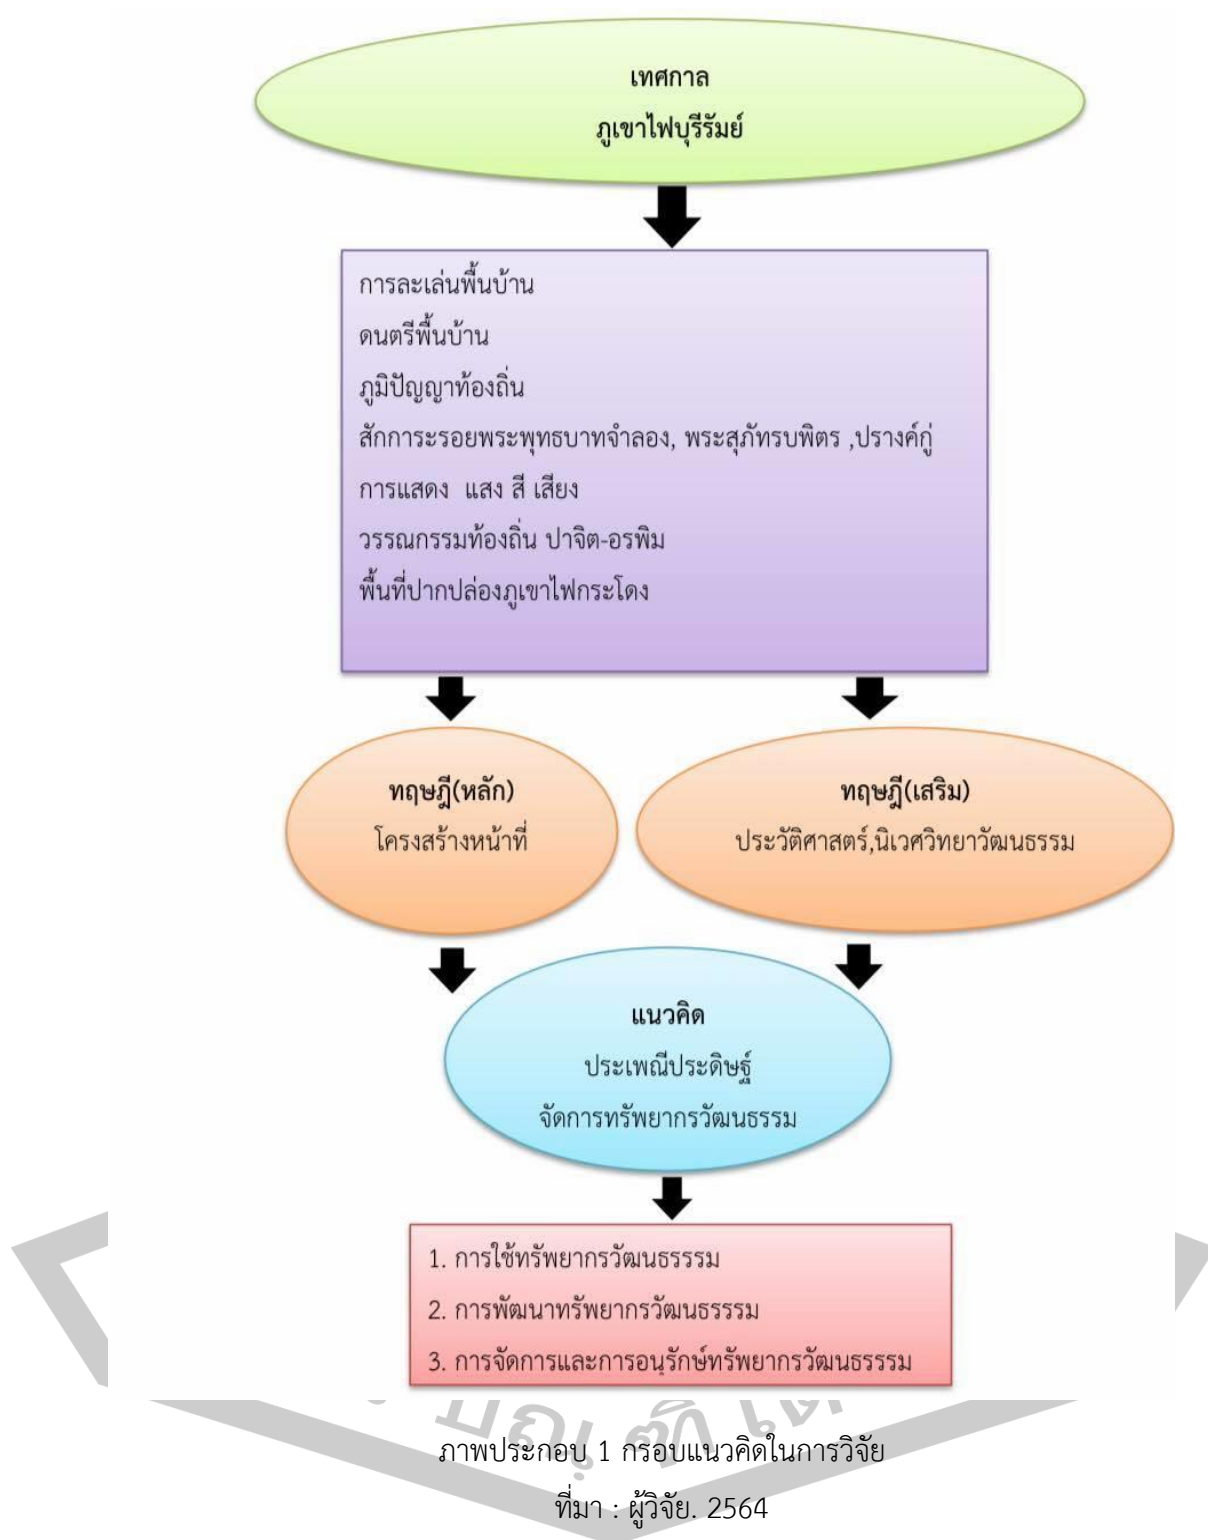 เทศกาล
ภูเขาไฟบุรีรัมย์
การละเล่นพื้นบ้าน
ดนตรีพื้นบ้าน
ภูมิปัญญาท้องถิ่น
สักการะรอยพระพุทธบาทจำลอง, พระสุภัทรบพิตร ,ปรางค์กู่
การแสดง แสง สี เสียง
วรรณกรรมท้องถิ่น ปาจิต-อรพิม
พื้นที่ปากปล่องภูเขาไฟกระโดง
ทฤษฎี(หลัก)
โครงสร้างหน้าที่
ทฤษฎี(เสริม)
ประวัติศาสตร์,นิเวศวิทยาวัฒนธรรม
แนวคิด
ประเพณีประดิษฐ์
จัดการทรัพยากรวัฒนธรรม
1. การใช้ทรัพยากรวัฒนธรรรม
2. การพัฒนาทรัพยากรวัฒนธรรรม
3. การจัดการและการอนุรักษ์ทรัพยากรวัฒนธรรรม
ภาพประกอบ 1 กรอบแนวคิดในการวิจัย
ที่มา : ผู้วิจัย. 2564